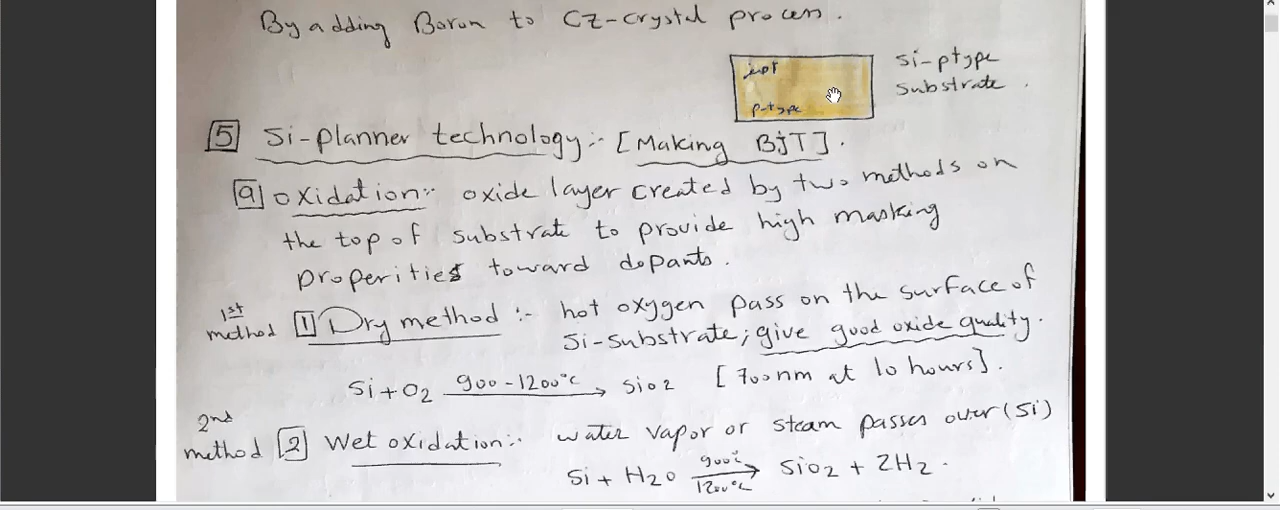 By adding Boron to CZ-crystal process.
p-type
Si-ptype
substrate.
5 Si-planner technology:- [Making BJT].
a oxidation:- oxide layer created by two methods on
the top of substrate to provide high masking
properities toward dopants.
1st
method 1 Dry method :- hot oxygen pass on the surface of
Si-substrate; give good oxide quality.
Si+O2 900-1200°C → SiO2 [700nm at 10 hours].
2nd
method 2 Wet oxidation:- water vapor or steam passes over (Si)
Si + H2O 900°C 1200°C → SiO2 + 2H2.